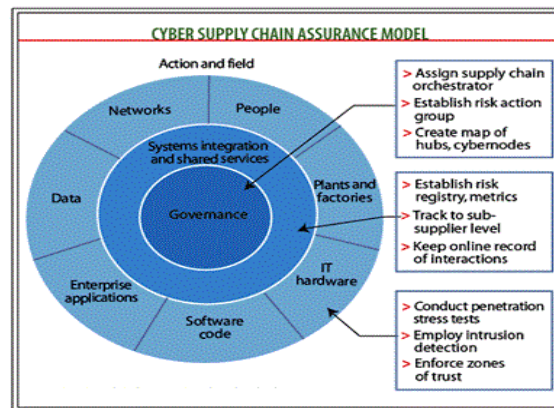 CYBER SUPPLY CHAIN ASSURANCE MODEL
Action and field
Networks
People
Systems integration
and shared services
Data
Governance
Plants and
factories
Enterprise
applications
Software
code
IT
hardware
> Assign supply chain
orchestrator
> Establish risk action
group
> Create map of
hubs, cybernodes
> Establish risk
registry, metrics
> Track to sub-
supplier level
> Keep online record
of interactions
> Conduct penetration
stress tests
> Employ intrusion
detection
> Enforce zones
of trust